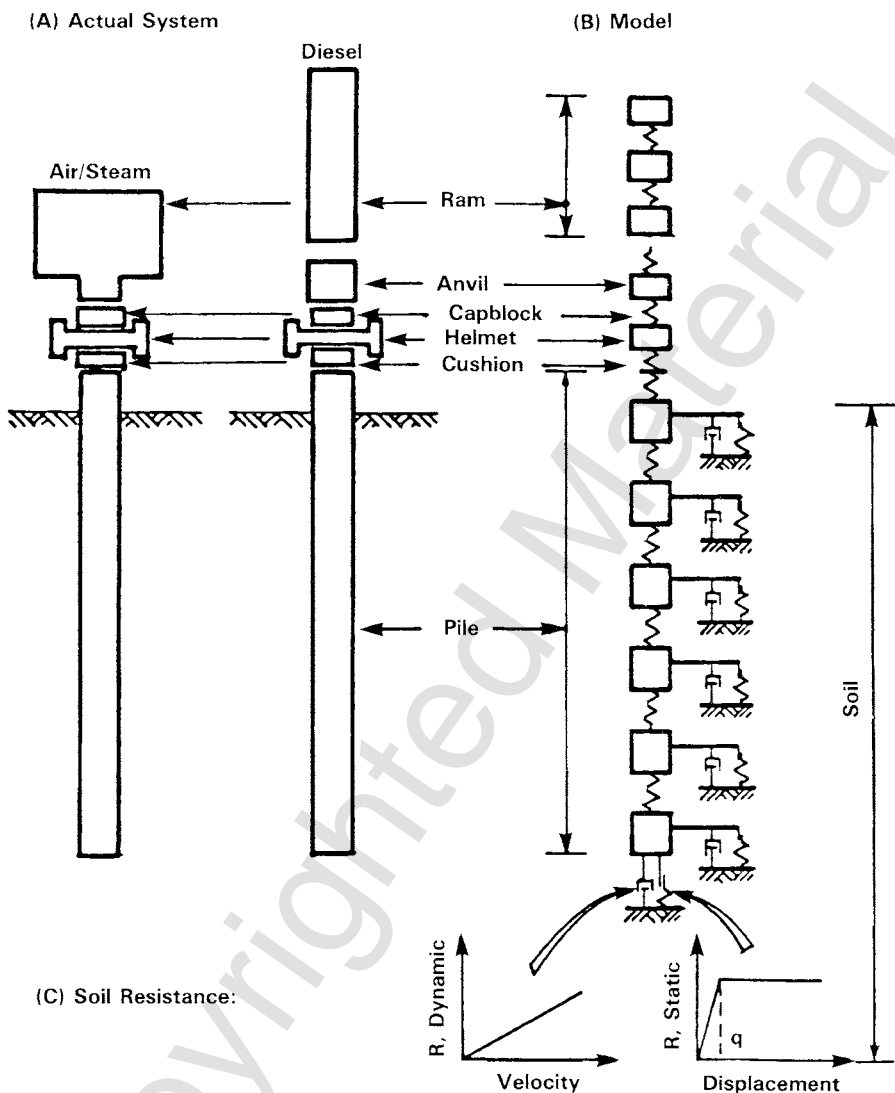 (A) Actual System
(B) Model
Diesel
Air/Steam
Ram
Anvil
Capblock
Helmet
Cushion
Pile
Soil
(C) Soil Resistance:
R, Dynamic
Velocity
R, Static
q
Displacement
yrighted Material